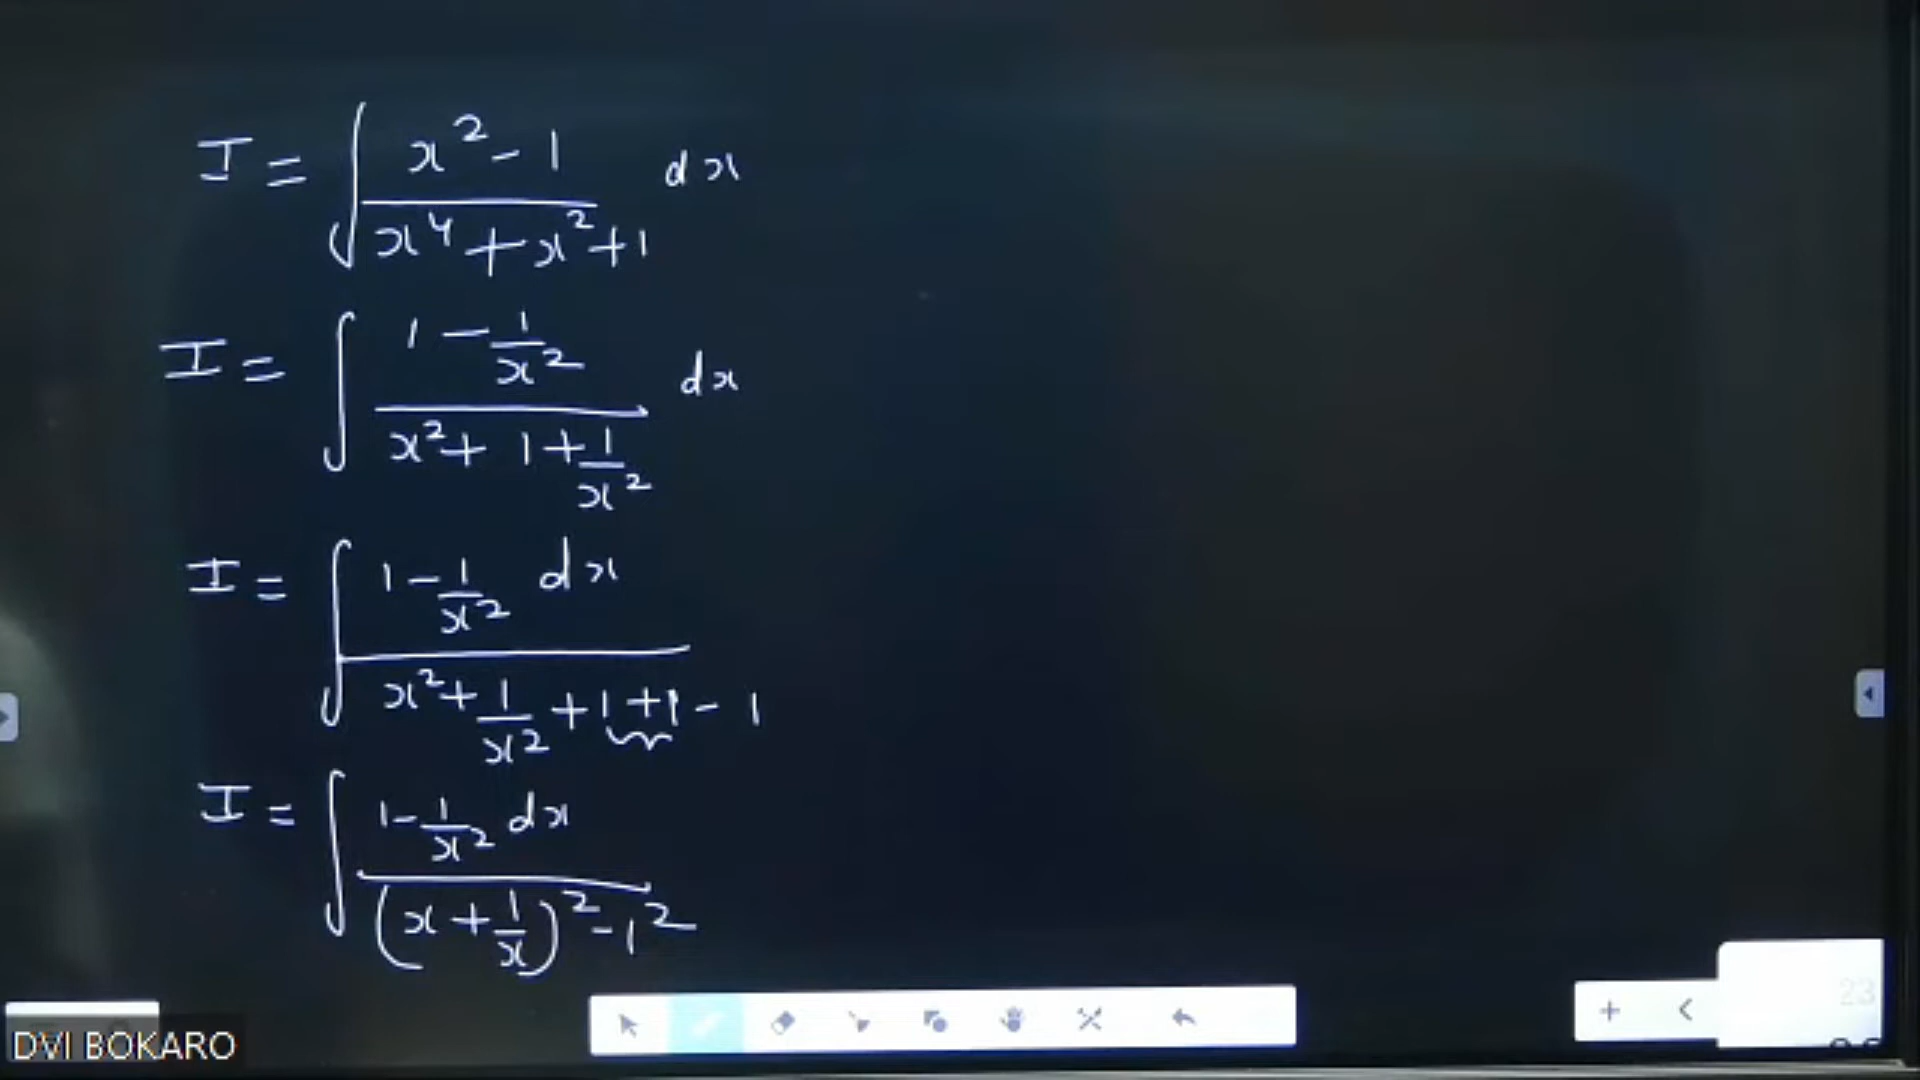 I = ∫ x² - 1 / x⁴ + x² + 1 dx
I = ∫ 1 - 1/x² / x² + 1 + 1/x² dx
I = ∫ 1 - 1/x² dx / x² + 1/x² + 1 + 1 - 1
I = ∫ 1 - 1/x² dx / (x + 1/x)² - 1²
23
DVI BOKARO